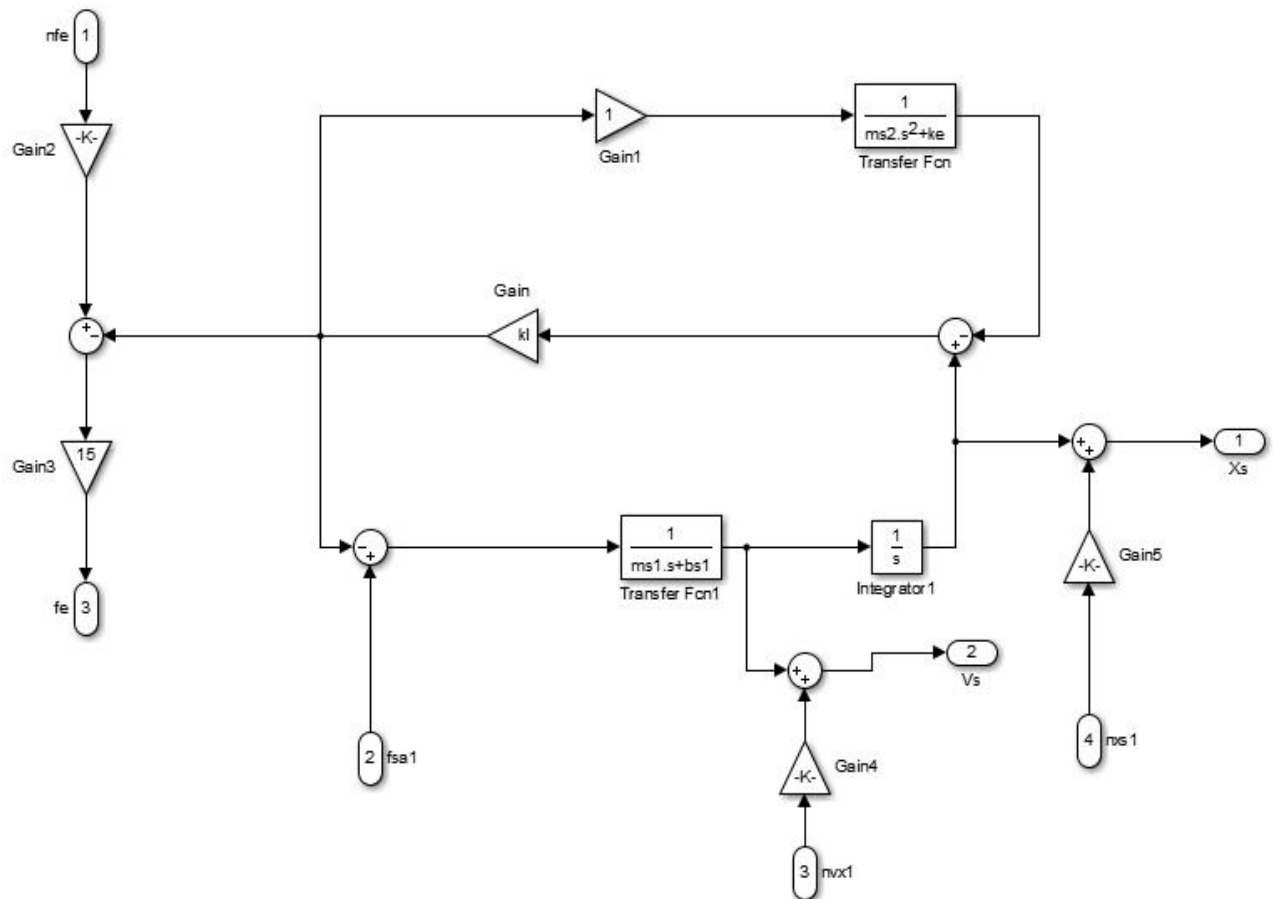 nfe
1
-K-
Gain2
1
Gain1
1
ms2.s²+ke
Transfer Fcn
Gain
kl
+
-
-
+
15
Gain3
+
+
1
Xs
-
+
1
ms1.s+bs1
Transfer Fcn1
1
s
Integrator1
-K-
Gain5
fe
3
+
+
2
Vs
2
fsa1
-K-
Gain4
4
nxs1
3
nvx1